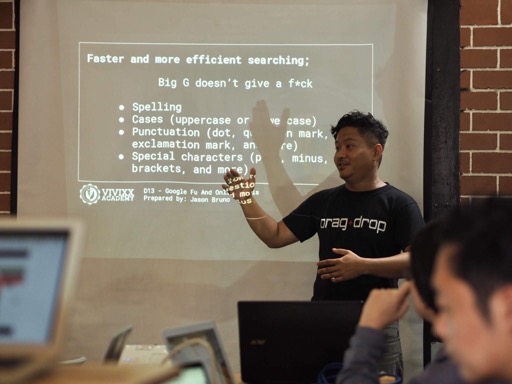 Faster and more efficient searching;
Big G doesn't give a f*ck
● Spelling
● Cases (uppercase or case)
● Punctuation (dot, mark,
exclamation mark, and
● Special characters (p minus,
brackets, and more)
VIVIXX
ACADEMY
D13 - Google Fu And Onl
Prepared by: Jason Bruno
drag+drop
acer